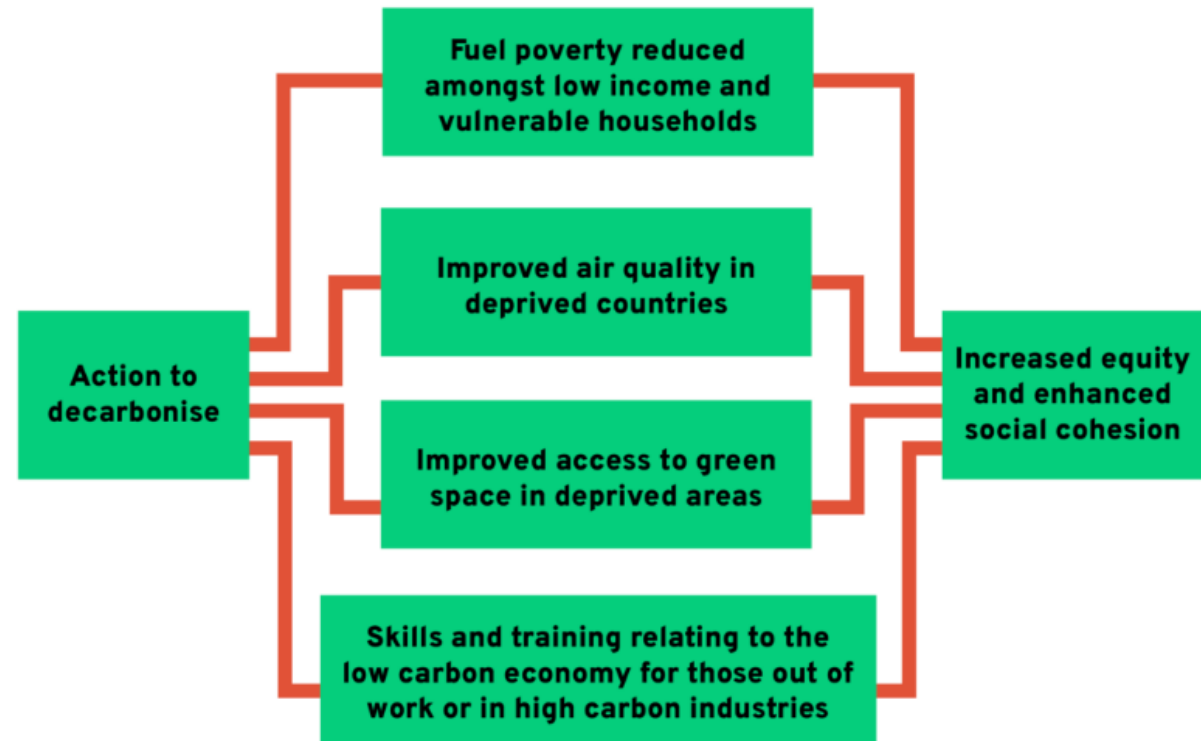 Fuel poverty reduced
amongst low income and
vulnerable households
Improved air quality in
deprived countries
Action to
decarbonise
Increased equity
and enhanced
social cohesion
Improved access to green
space in deprived areas
Skills and training relating to the
low carbon economy for those out of
work or in high carbon industries